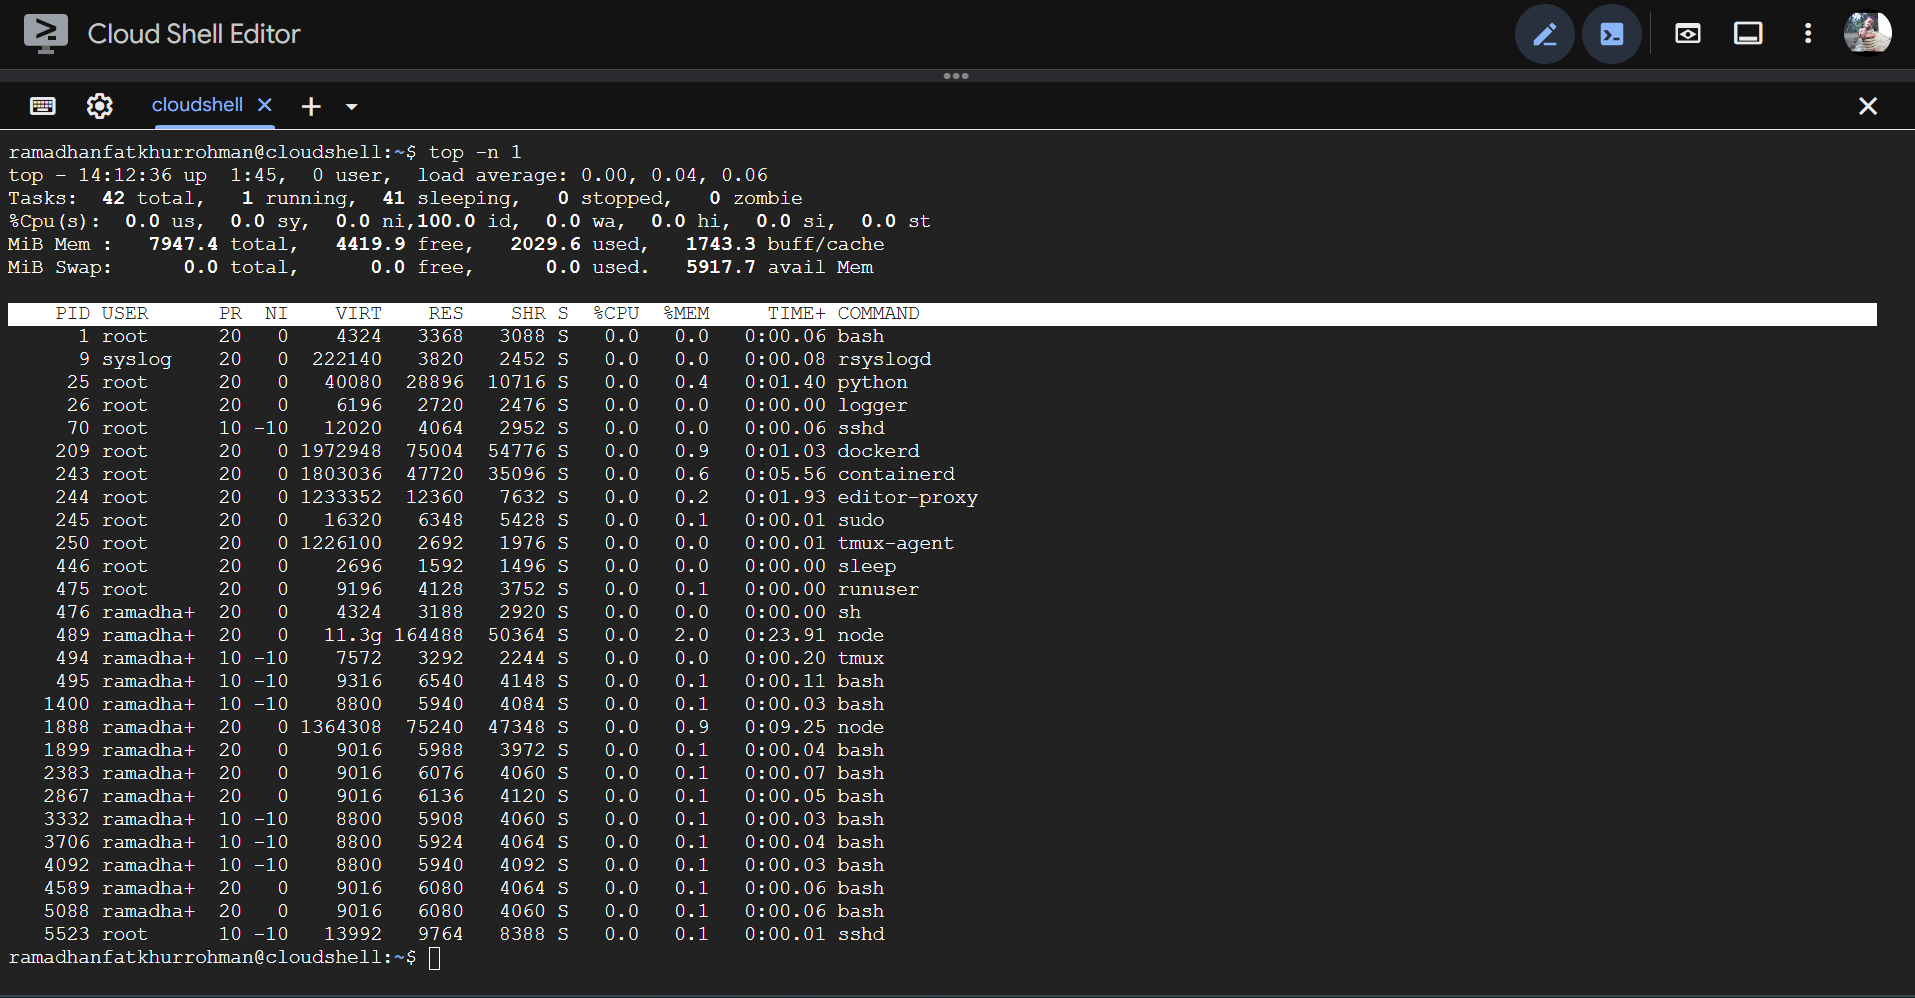 Cloud Shell Editor
cloudshell
ramadhanfatkhurrohman@cloudshell:~$ top -n 1
top - 14:12:36 up  1:45,  0 user,  load average: 0.00, 0.04, 0.06
Tasks:  42 total,   1 running,  41 sleeping,   0 stopped,   0 zombie
%Cpu(s):  0.0 us,  0.0 sy,  0.0 ni,100.0 id,  0.0 wa,  0.0 hi,  0.0 si,  0.0 st
MiB Mem :   7947.4 total,   4419.9 free,   2029.6 used,   1743.3 buff/cache
MiB Swap:      0.0 total,      0.0 free,      0.0 used.   5917.7 avail Mem
PID USER      PR  NI    VIRT    RES    SHR S  %CPU  %MEM     TIME+ COMMAND
1 root      20   0    4324   3368   3088 S   0.0   0.0   0:00.06 bash
9 syslog    20   0  222140   3820   2452 S   0.0   0.0   0:00.08 rsyslogd
25 root      20   0   40080  28896  10716 S   0.0   0.4   0:01.40 python
26 root      20   0    6196   2720   2476 S   0.0   0.0   0:00.00 logger
70 root      10 -10   12020   4064   2952 S   0.0   0.0   0:00.06 sshd
209 root      20   0 1972948  75004  54776 S   0.0   0.9   0:01.03 dockerd
243 root      20   0 1803036  47720  35096 S   0.0   0.6   0:05.56 containerd
244 root      20   0 1233352  12360   7632 S   0.0   0.2   0:01.93 editor-proxy
245 root      20   0   16320   6348   5428 S   0.0   0.1   0:00.01 sudo
250 root      20   0 1226100   2692   1976 S   0.0   0.0   0:00.01 tmux-agent
446 root      20   0    2696   1592   1496 S   0.0   0.0   0:00.00 sleep
475 root      20   0    9196   4128   3752 S   0.0   0.1   0:00.00 runuser
476 ramadha+  20   0    4324   3188   2920 S   0.0   0.0   0:00.00 sh
489 ramadha+  20   0   11.3g 164488  50364 S   0.0   2.0   0:23.91 node
494 ramadha+  10 -10    7572   3292   2244 S   0.0   0.0   0:00.20 tmux
495 ramadha+  10 -10    9316   6540   4148 S   0.0   0.1   0:00.11 bash
1400 ramadha+  10 -10    8800   5940   4084 S   0.0   0.1   0:00.03 bash
1888 ramadha+  20   0 1364308  75240  47348 S   0.0   0.9   0:09.25 node
1899 ramadha+  20   0    9016   5988   3972 S   0.0   0.1   0:00.04 bash
2383 ramadha+  20   0    9016   6076   4060 S   0.0   0.1   0:00.07 bash
2867 ramadha+  20   0    9016   6136   4120 S   0.0   0.1   0:00.05 bash
3332 ramadha+  10 -10    8800   5908   4060 S   0.0   0.1   0:00.03 bash
3706 ramadha+  10 -10    8800   5924   4064 S   0.0   0.1   0:00.04 bash
4092 ramadha+  10 -10    8800   5940   4092 S   0.0   0.1   0:00.03 bash
4589 ramadha+  20   0    9016   6080   4064 S   0.0   0.1   0:00.06 bash
5088 ramadha+  20   0    9016   6080   4060 S   0.0   0.1   0:00.06 bash
5523 root      10 -10   13992   9764   8388 S   0.0   0.1   0:00.01 sshd
ramadhanfatkhurrohman@cloudshell:~$